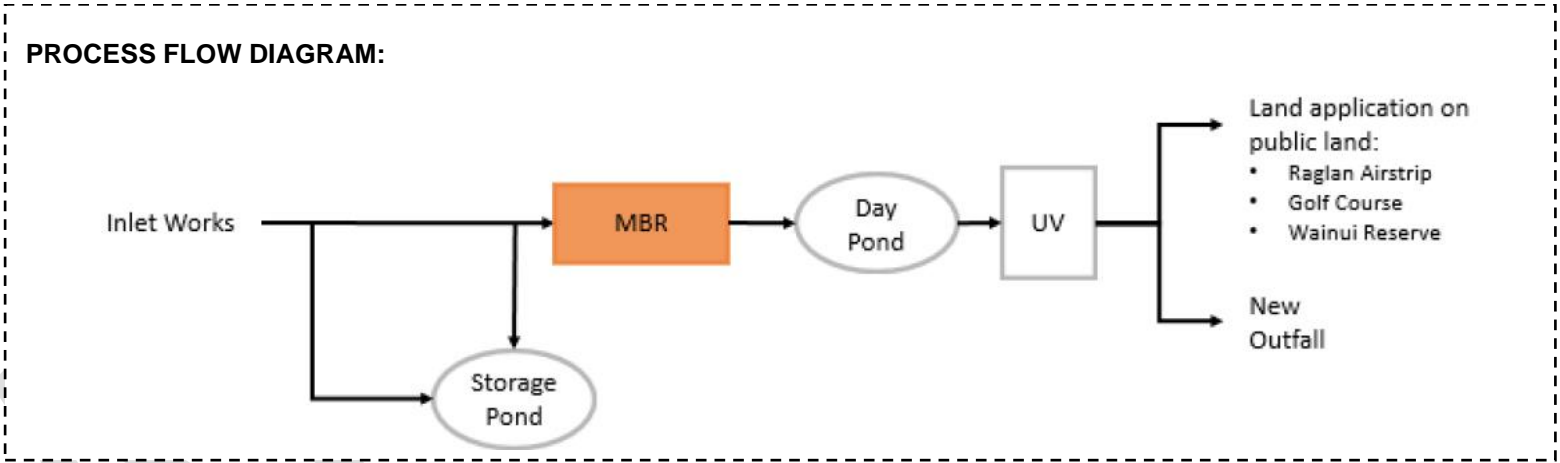 PROCESS FLOW DIAGRAM:
Inlet Works
MBR
Day
Pond
UV
Land application on
public land:
• Raglan Airstrip
• Golf Course
• Wainui Reserve
New
Outfall
Storage
Pond